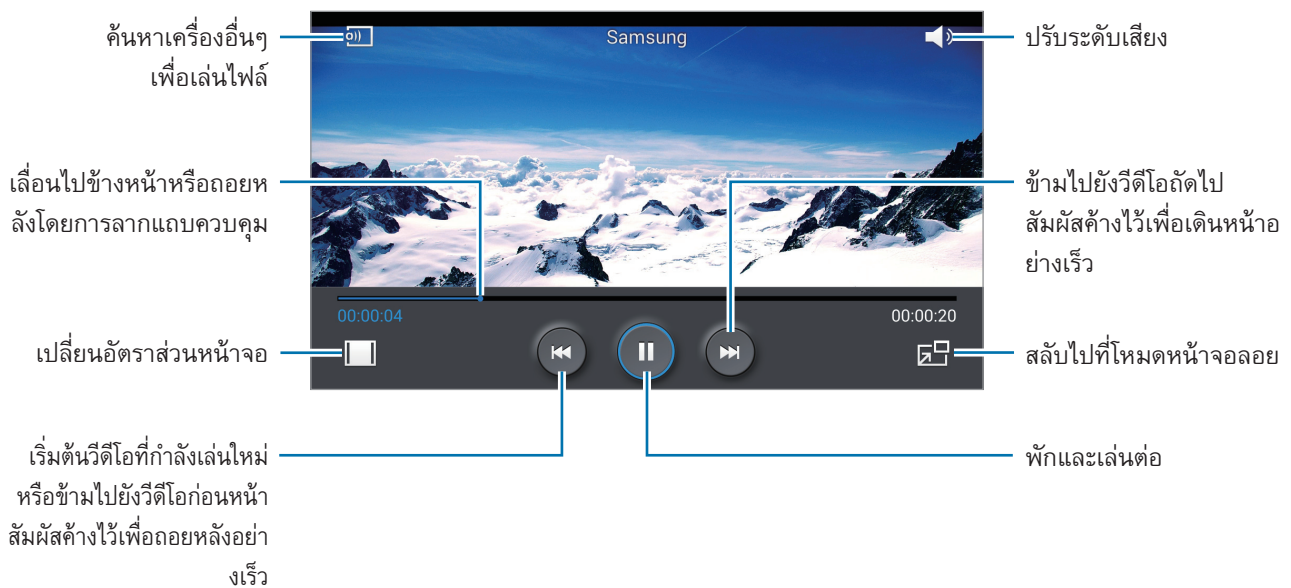 ค้นหาเครื่องอื่นๆ
เพื่อเล่นไฟล์
Samsung
ปรับระดับเสียง
เลื่อนไปข้างหน้าหรือถอยห
ลังโดยการลากแถบควบคุม
ข้ามไปยังวีดีโอถัดไป
สัมผัสค้างไว้เพื่อเดินหน้าอ
ย่างเร็ว
00:00:04
00:00:20
เปลี่ยนอัตราส่วนหน้าจอ
สลับไปที่โหมดหน้าจอลอย
เริ่มต้นวีดีโอที่กำลังเล่นใหม่
หรือข้ามไปยังวีดีโอก่อนหน้า
สัมผัสค้างไว้เพื่อถอยหลังอย่า
งเร็ว
พักและเล่นต่อ